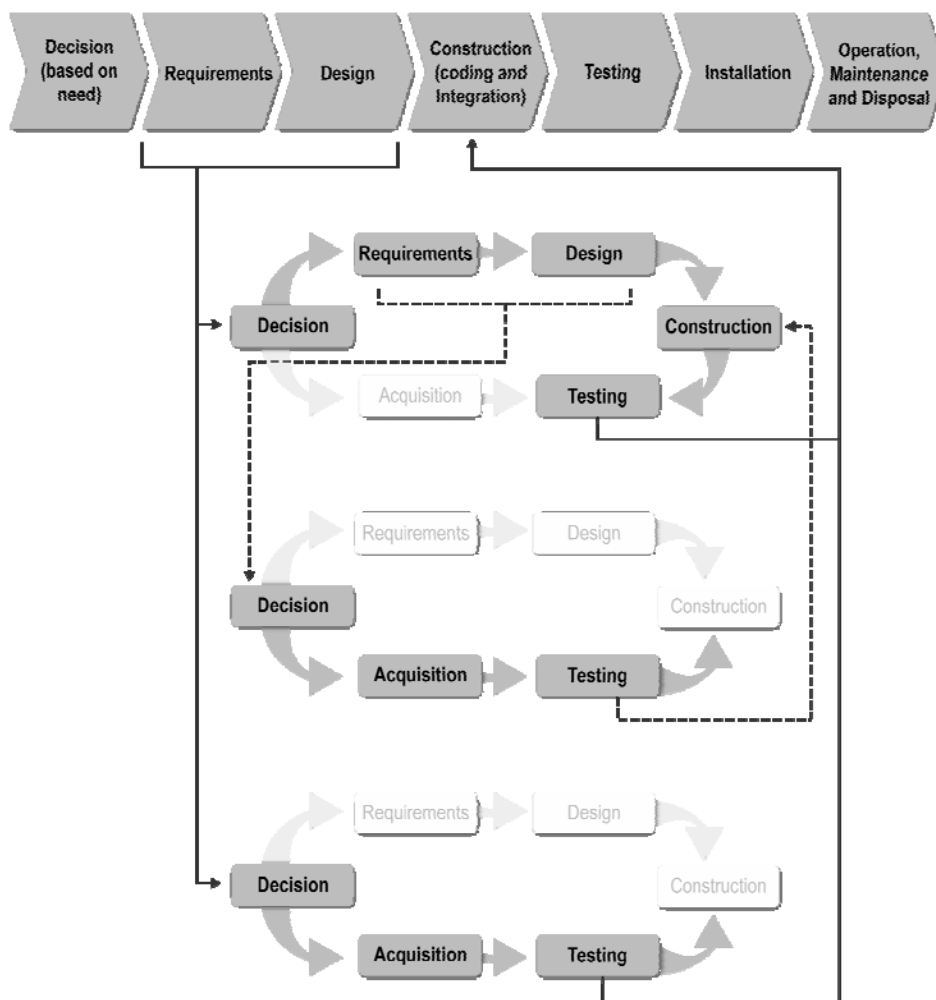 Decision
(based on
need)
Requirements
Design
Construction
(coding and
Integration)
Testing
Installation
Operation,
Maintenance
and Disposal
Requirements
Design
Decision
Construction
Acquisition
Testing
Requirements
Design
Decision
Construction
Acquisition
Testing
Requirements
Design
Decision
Construction
Acquisition
Testing